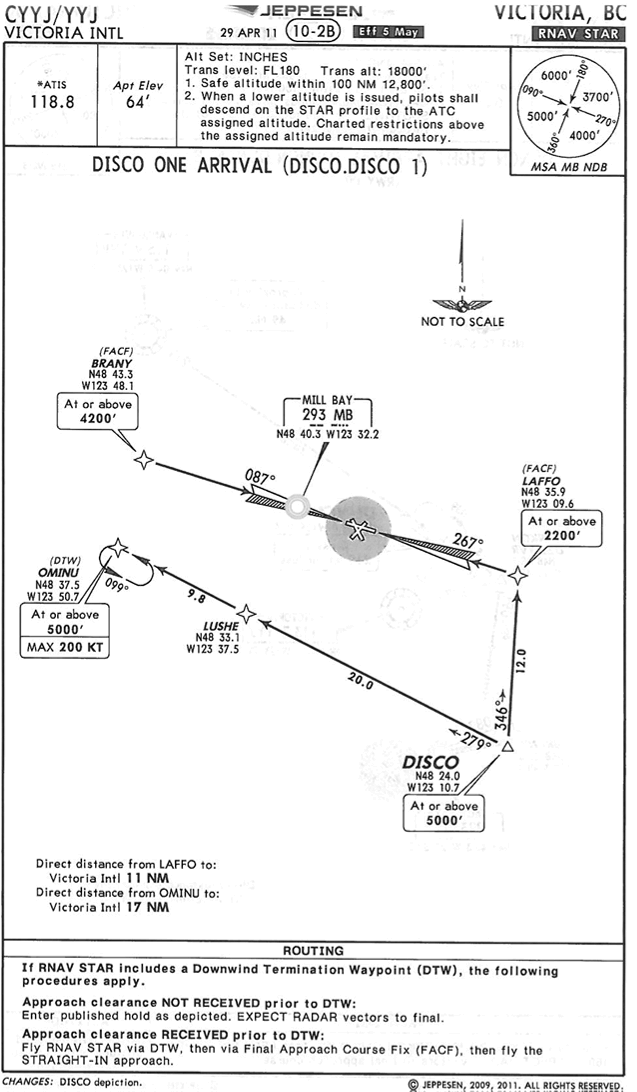 CYYJ/YYJ
VICTORIA INTL
JEPPESEN
29 APR 11
10-2B
Eff 5 May
VICTORIA, BC
RNAV STAR
*ATIS
118.8
Apt Elev
64'
Alt Set: INCHES
Trans level: FL180 Trans alt: 18000'
1. Safe altitude within 100 NM 12,800'.
2. When a lower altitude is issued, pilots shall
descend on the STAR profile to the ATC
assigned altitude. Charted restrictions above
the assigned altitude remain mandatory.
6000'
180°
090°
3700'
5000'
270°
360°
4000'
MSA MB NDB
DISCO ONE ARRIVAL (DISCO.DISCO 1)
N
NOT TO SCALE
(FACF)
BRANY
N48 43.3
W123 48.1
At or above
4200'
MILL BAY
293 MB
N48 40.3 W123 32.2
087°
(FACF)
LAFFO
N48 35.9
W123 09.6
At or above
2200'
267°
(DTW)
OMINU
N48 37.5
W123 50.7
At or above
5000'
MAX 200 KT
099°
9.8
LUSHE
N48 33.1
W123 37.5
20.0
12.0
346°
279°
DISCO
N48 24.0
W123 10.7
At or above
5000'
Direct distance from LAFFO to:
Victoria Intl 11 NM
Direct distance from OMINU to:
Victoria Intl 17 NM
ROUTING
If RNAV STAR includes a Downwind Termination Waypoint (DTW), the following
procedures apply.
Approach clearance NOT RECEIVED prior to DTW:
Enter published hold as depicted. EXPECT RADAR vectors to final.
Approach clearance RECEIVED prior to DTW:
Fly RNAV STAR via DTW, then via Final Approach Course Fix (FACF), then fly the
STRAIGHT-IN approach.
CHANGES: DISCO depiction.
© JEPPESEN, 2009, 2011. ALL RIGHTS RESERVED.